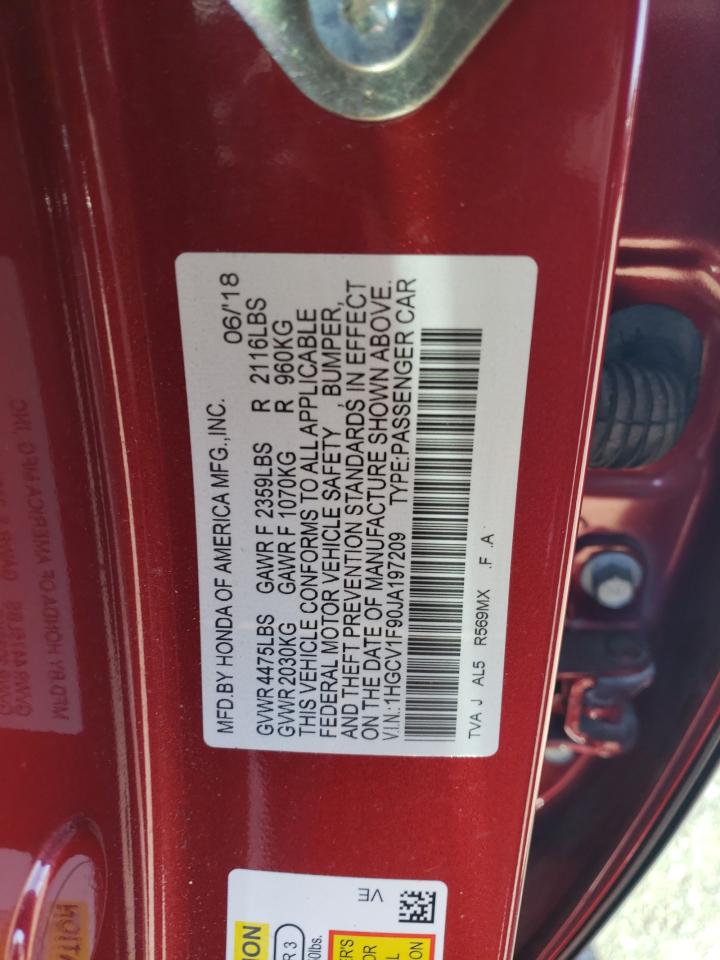 MFD.BY HONDA OF AMERICA MFG.,INC. 06/'18
GVWR 4475LBS GAWR F 2359LBS R 2116LBS
GVWR 2030KG GAWR F 1070KG R 960KG
THIS VEHICLE CONFORMS TO ALL APPLICABLE
FEDERAL MOTOR VEHICLE SAFETY , BUMPER,
AND THEFT PREVENTION STANDARDS IN EFFECT
ON THE DATE OF MANUFACTURE SHOWN ABOVE.
V.I.N.: 1HGCV1F90JA197209 TYPE:PASSENGER CAR
TVA J AL5 R569MX .F .A
VE